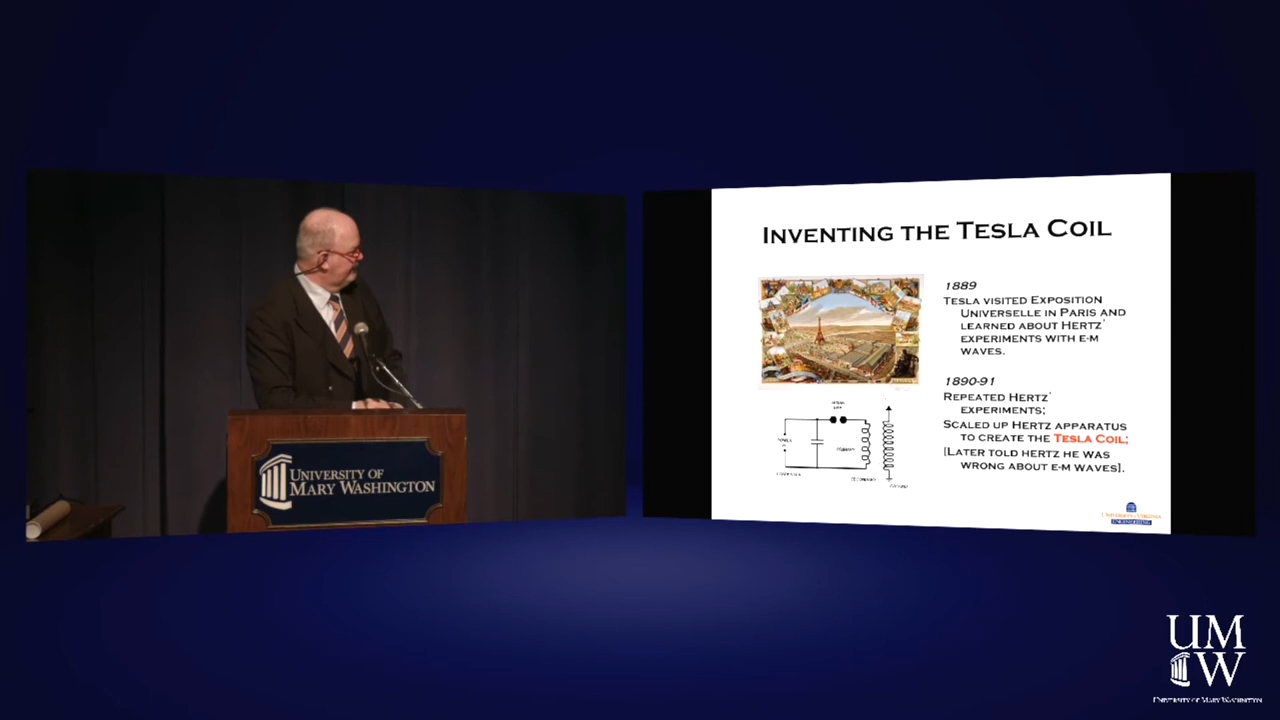 UNIVERSITY OF
MARY WASHINGTON
INVENTING THE TESLA COIL
1889
TESLA VISITED EXPOSITION
UNIVERSELLE IN PARIS AND
LEARNED ABOUT HERTZ'
EXPERIMENTS WITH E-M
WAVES.
1890-91
REPEATED HERTZ'
EXPERIMENTS;
SCALED UP HERTZ APPARATUS
TO CREATE THE TESLA COIL;
[LATER TOLD HERTZ HE WAS
WRONG ABOUT E-M WAVES].
UNIVERSITY OF VIRGINIA
ENGINEERING
UM
W
UNIVERSITY OF MARY WASHINGTON